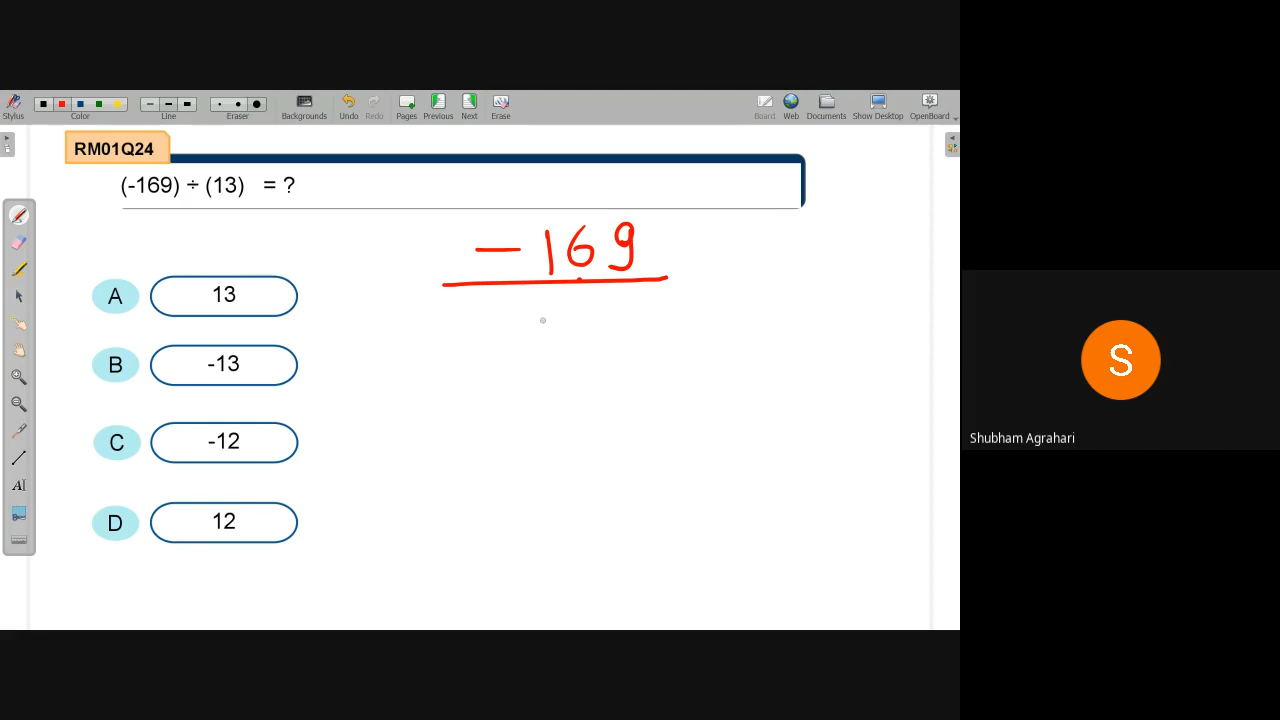 Stylus Color Line Eraser Backgrounds Undo Redo Pages Previous Next Erase Board Web Documents Show Desktop OpenBoard
RM01Q24
(-169) ÷ (13) = ?
— 169
A 13
B -13
C -12
D 12
AI
S
Shubham Agrahari